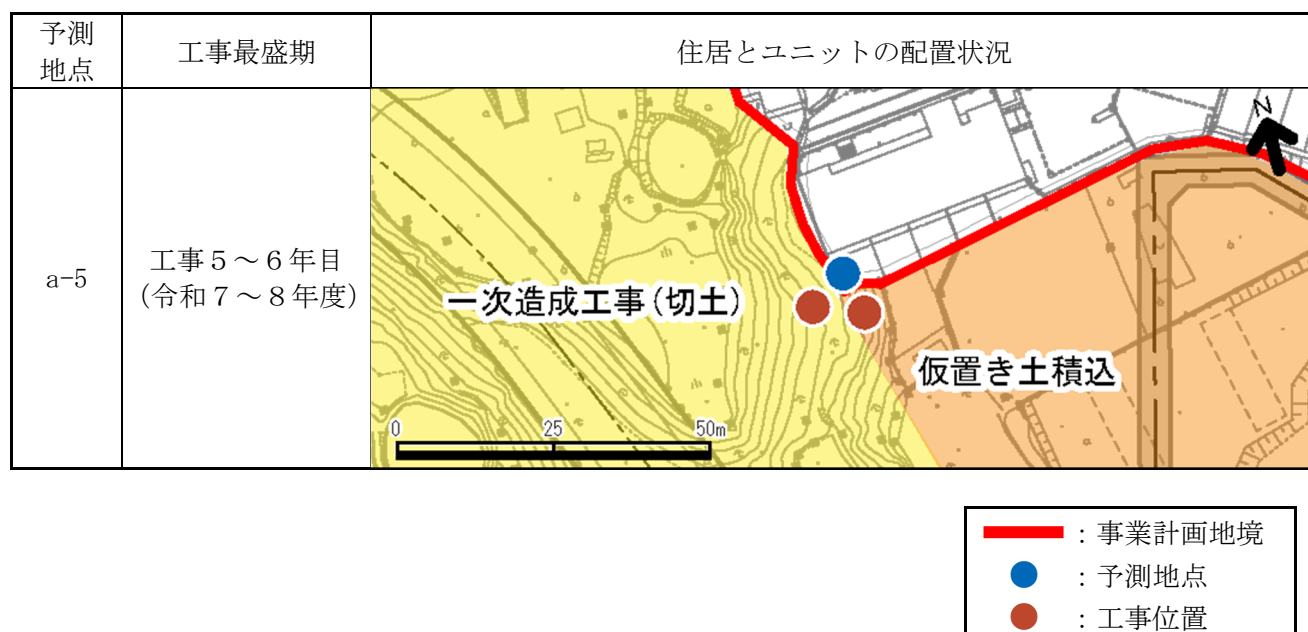 予測
地点
工事最盛期
住居とユニットの配置状況
a-5
工事５～６年目
(令和７～８年度)
一次造成工事(切土)
仮置き土積込
N
0 25 50m
：事業計画地境
：予測地点
：工事位置